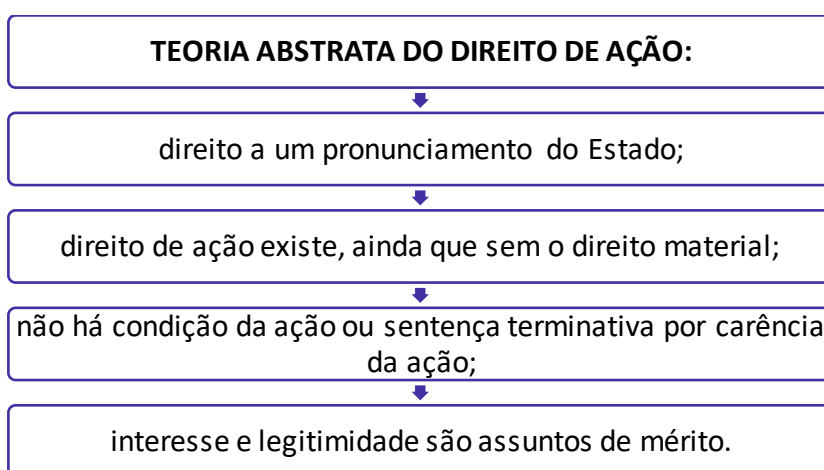 TEORIA ABSTRATA DO DIREITO DE AÇÃO:
direito a um pronunciamento do Estado;
direito de ação existe, ainda que sem o direito material;
não há condição da ação ou sentença terminativa por carência
da ação;
interesse e legitimidade são assuntos de mérito.